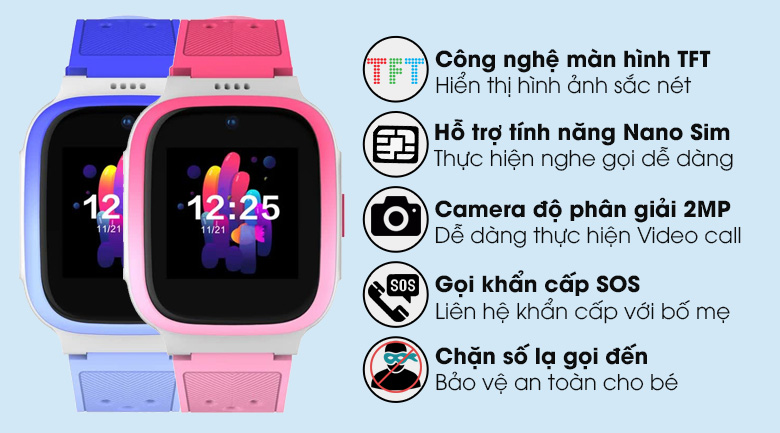 12
11/21
12:25
11/21
TFT
Công nghệ màn hình TFT
Hiển thị hình ảnh sắc nét
Hỗ trợ tính năng Nano Sim
Thực hiện nghe gọi dễ dàng
Camera độ phân giải 2MP
Dễ dàng thực hiện Video call
SOS
Gọi khẩn cấp SOS
Liên hệ khẩn cấp với bố mẹ
Chặn số lạ gọi đến
Bảo vệ an toàn cho bé